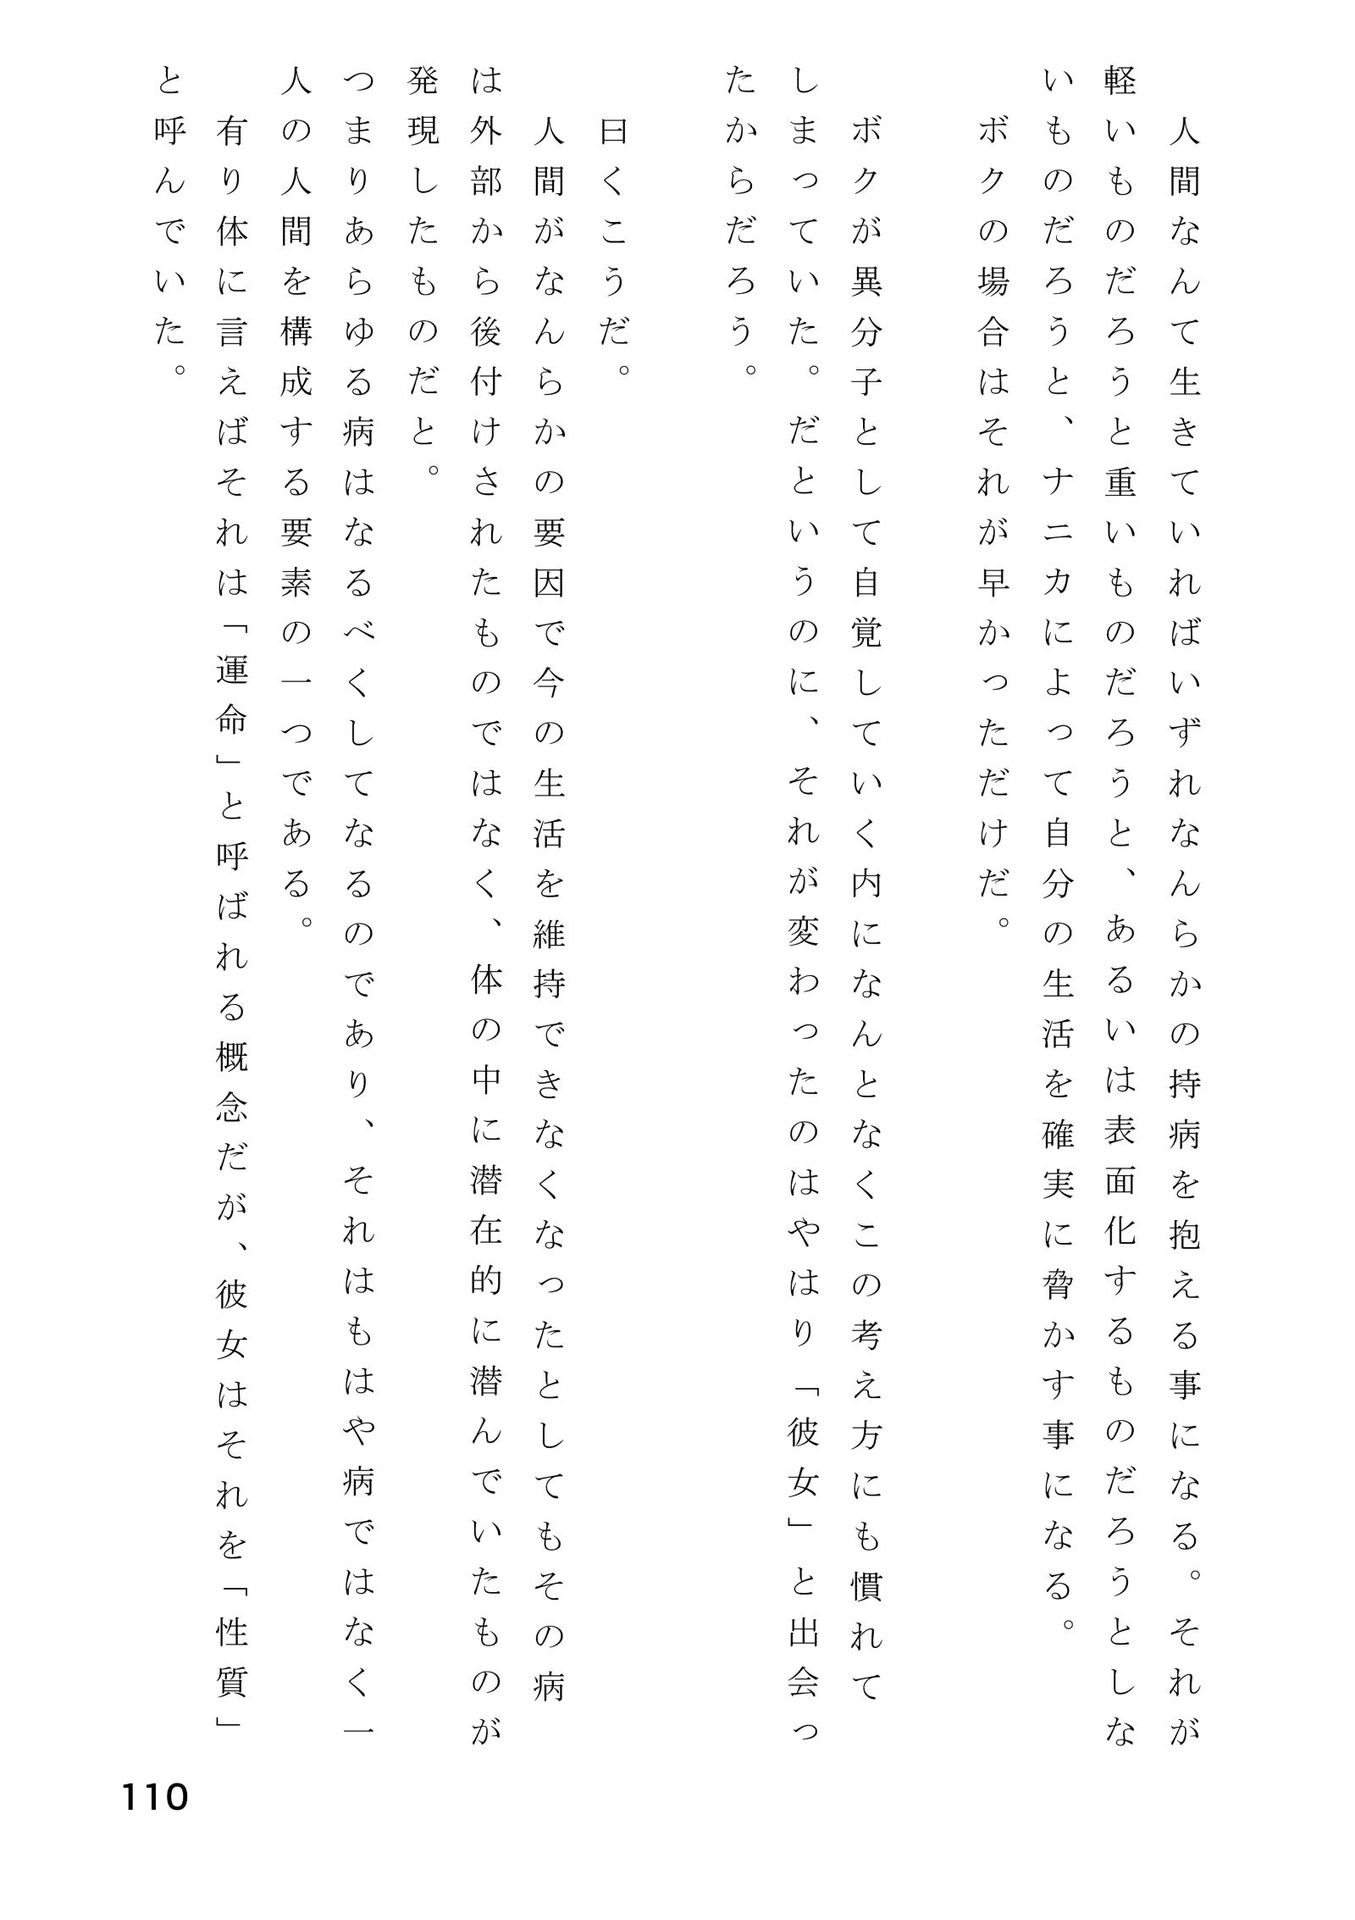 人間なんて生きていればいずれなんらかの持病を抱える事になる。それが
軽いものだろうと重いものだろうと、あるいは表面化するものだろうとしな
いものだろうと、ナニカによって自分の生活を確実に脅かす事になる。
ボクの場合はそれが早かっただけだ。
ボクが異分子として自覚していく内になんとなくこの考え方にも慣れて
しまっていた。だというのに、それが変わったのはやはり「彼女」と出会っ
たからだろう。
曰くこうだ。
人間がなんらかの要因で今の生活を維持できなくなったとしてもその病
は外部から後付けされたものではなく、体の中に潜在的に潜んでいたものが
発現したものだと。
つまりあらゆる病はなるべくしてなるのであり、それはもはや病ではなく一
人の人間を構成する要素の一つである。
有り体に言えばそれは「運命」と呼ばれる概念だが、彼女はそれを「性質」
と呼んでいた。
110